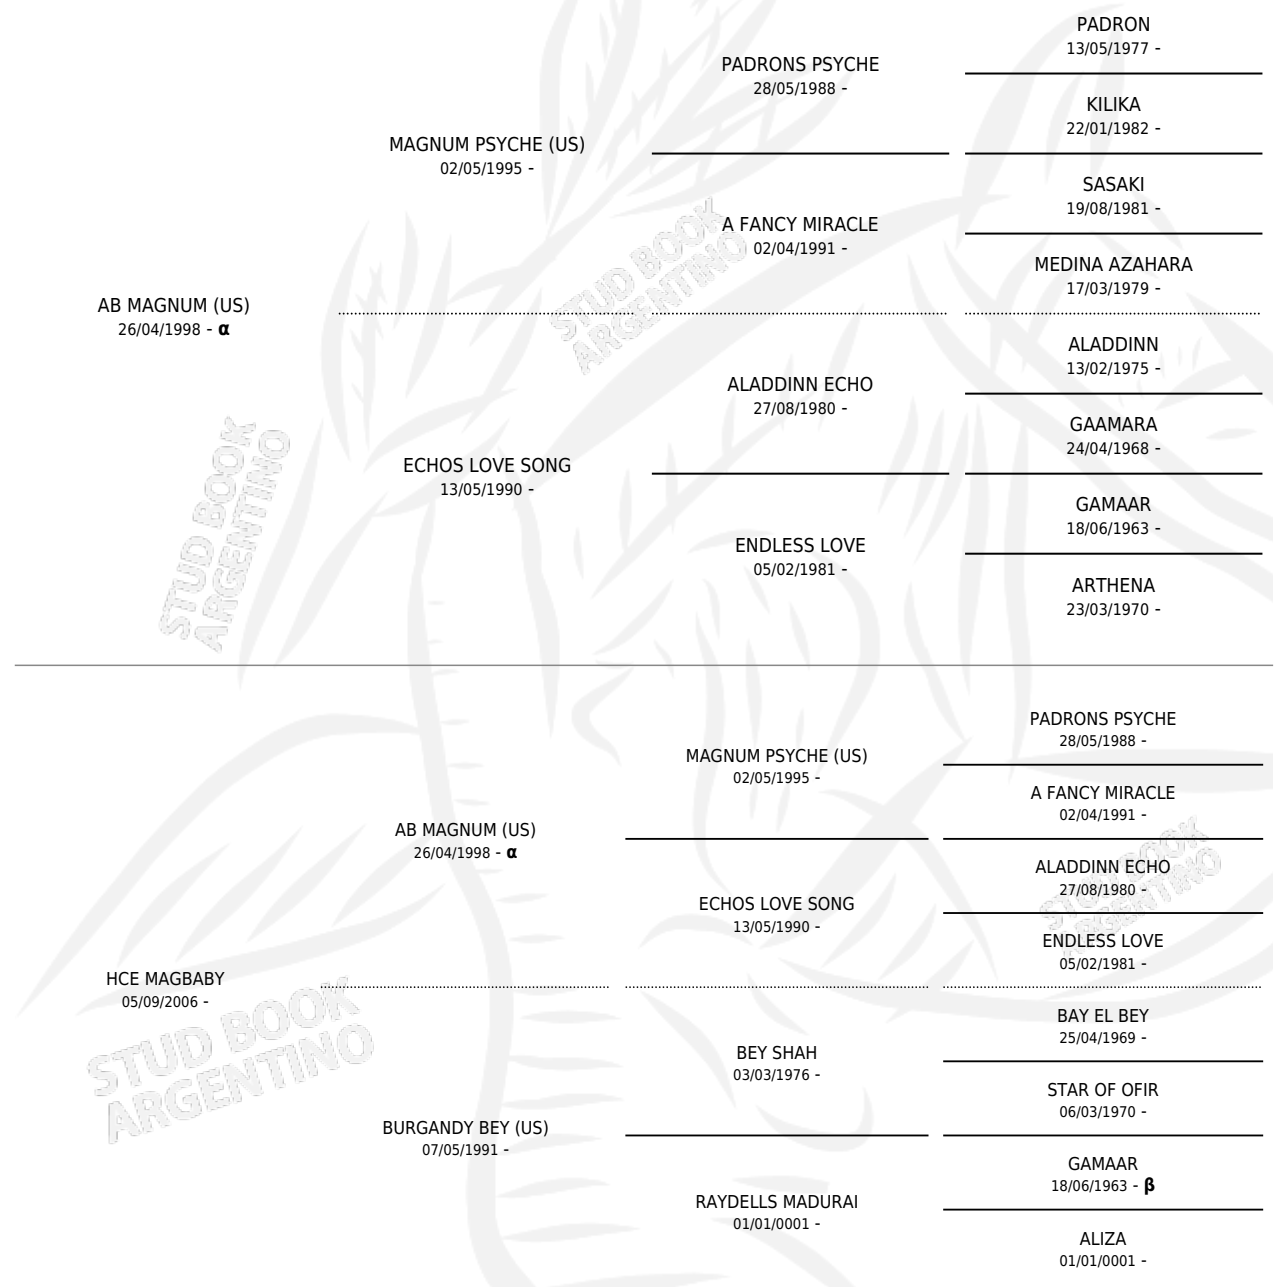 PADRON
13/05/1977 -
PADRONS PSYCHE
28/05/1988 -
KILIKA
22/01/1982 -
MAGNUM PSYCHE (US)
02/05/1995 -
SASAKI
19/08/1981 -
A FANCY MIRACLE
02/04/1991 -
MEDINA AZAHARA
17/03/1979 -
AB MAGNUM (US)
26/04/1998 - α
ALADDINN
13/02/1975 -
ALADDINN ECHO
27/08/1980 -
GAAMARA
24/04/1968 -
ECHOS LOVE SONG
13/05/1990 -
GAMAAR
18/06/1963 -
ENDLESS LOVE
05/02/1981 -
ARTHENA
23/03/1970 -
STUD BOOK
ARGENTINO
STUD BOOK
ARGENTINO
PADRONS PSYCHE
28/05/1988 -
MAGNUM PSYCHE (US)
02/05/1995 -
A FANCY MIRACLE
02/04/1991 -
AB MAGNUM (US)
26/04/1998 - α
ALADDINN ECHO
27/08/1980 -
ECHOS LOVE SONG
13/05/1990 -
ENDLESS LOVE
05/02/1981 -
HCE MAGBABY
05/09/2006 -
BAY EL BEY
25/04/1969 -
BEY SHAH
03/03/1976 -
STAR OF OFIR
06/03/1970 -
BURGANDY BEY (US)
07/05/1991 -
GAMAAR
18/06/1963 - β
RAYDELLS MADURAI
01/01/0001 -
ALIZA
01/01/0001 -
STUD BOOK
ARGENTINO
STUD BOOK
ARGENTINO